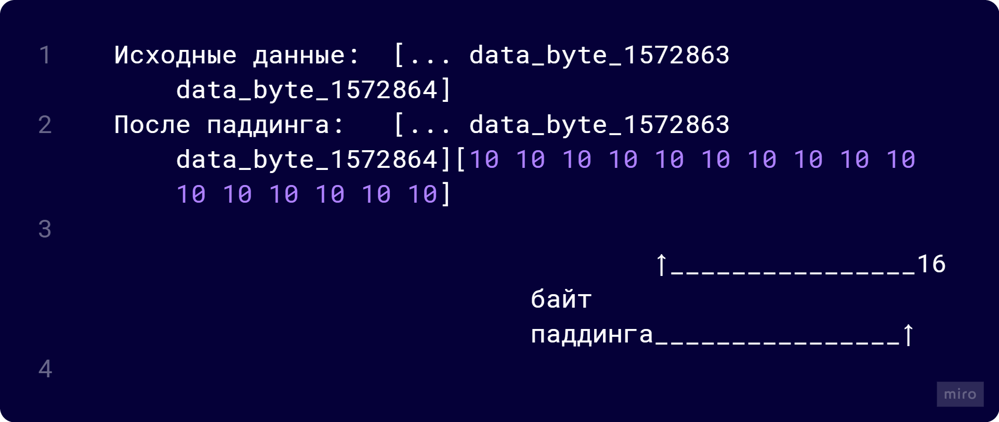 1 Исходные данные: [... data_byte_1572863
data_byte_1572864]
2 После паддинга: [... data_byte_1572863
data_byte_1572864][10 10 10 10 10 10 10 10 10 10
10 10 10 10 10 10]
3
↑________________16
байт
паддинга________________↑
4
miro